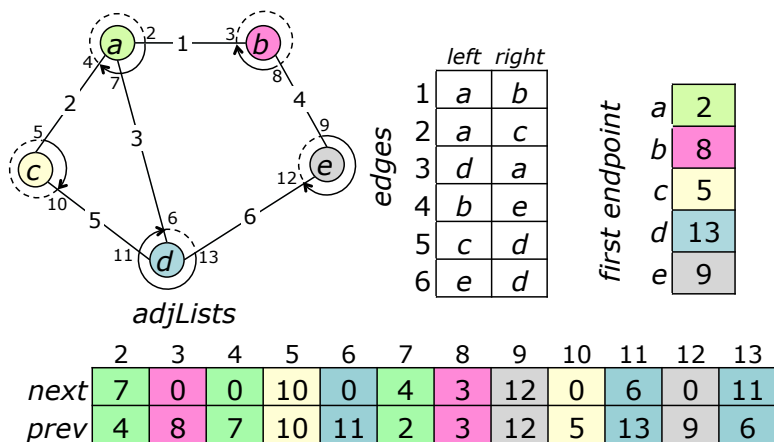 a
2
b
3
4
7
1
8
2
3
4
5
c
10
9
e
12
5
6
6
11
d
13
adjLists
edges
left right
1 a b
2 a c
3 d a
4 b e
5 c d
6 e d
first endpoint
a 2
b 8
c 5
d 13
e 9
2 3 4 5 6 7 8 9 10 11 12 13
next 7 0 0 10 0 4 3 12 0 6 0 11
prev 4 8 7 10 11 2 3 12 5 13 9 6